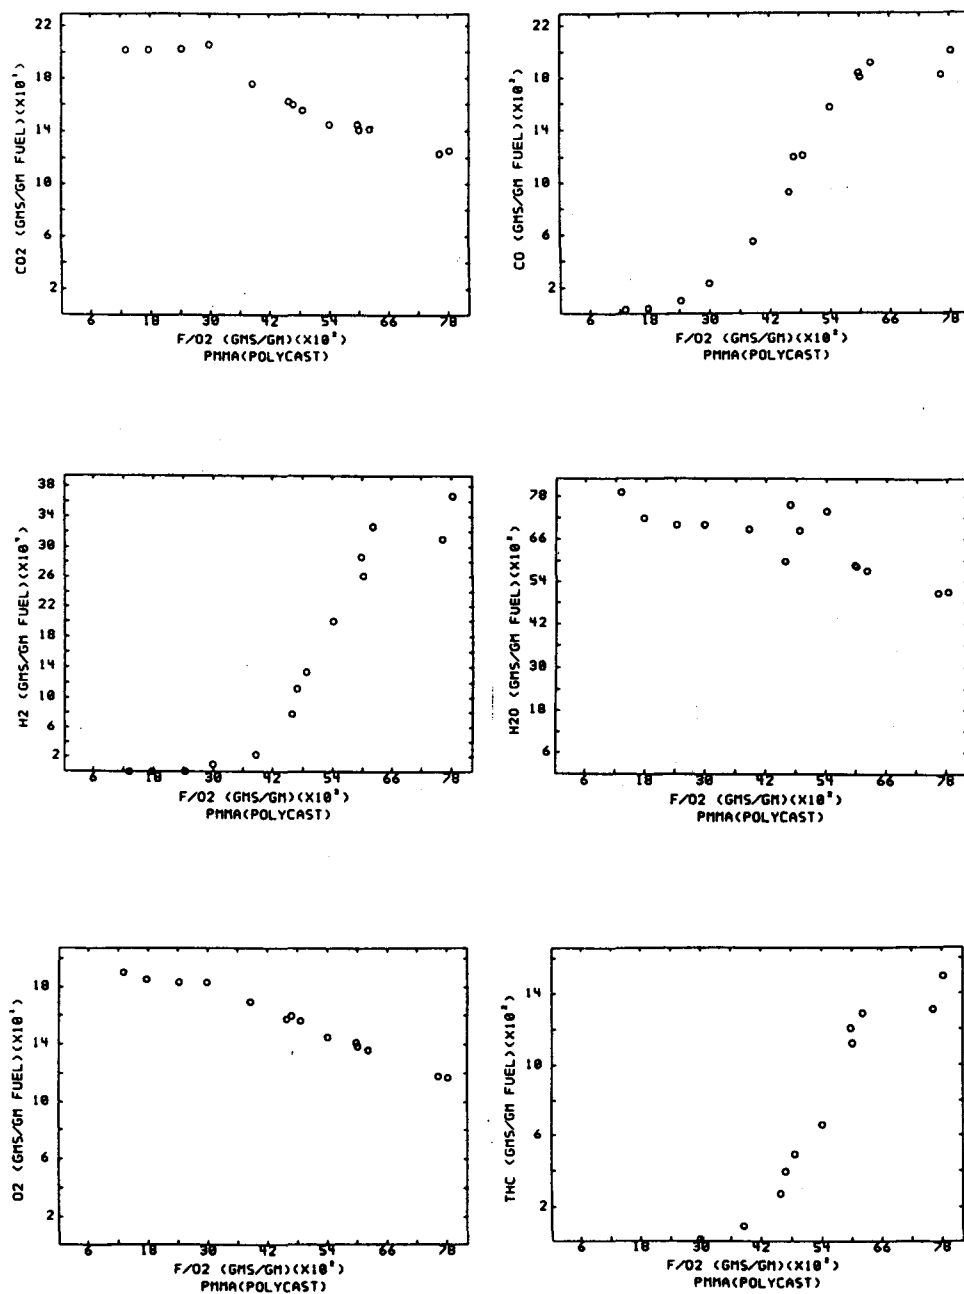 CO2 (GMS/GM FUEL)(X10¹)
22
18
14
10
6
2
6 18 30 42 54 66 78
F/O2 (GMS/GM)(X10²)
PMMA(POLYCAST)
CO (GMS/GM FUEL)(X10²)
22
18
14
10
6
2
6 18 30 42 54 66 78
F/O2 (GMS/GM)(X10²)
PMMA(POLYCAST)
H2 (GMS/GM FUEL)
38
34
30
26
22
18
14
10
6
2
6 18 30 42 54 66 78
F/O2 (GMS/GM)(X10²)
PMMA(POLYCAST)
H2O (GMS/GM FUEL)(X10²)
78
66
54
42
30
18
6
6 18 30 42 54 66 78
F/O2 (GMS/GM)(X10²)
PMMA(POLYCAST)
O2 (GMS/GM FUEL)(X10¹)
18
14
10
6
2
6 18 30 42 54 66 78
F/O2 (GMS/GM)(X10²)
PMMA(POLYCAST)
THC (GMS/GM FUEL)(X10²)
14
10
6
2
30 42 54 66 78
F/O2 (GMS/GM)(X10²)
PMMA(POLYCAST)